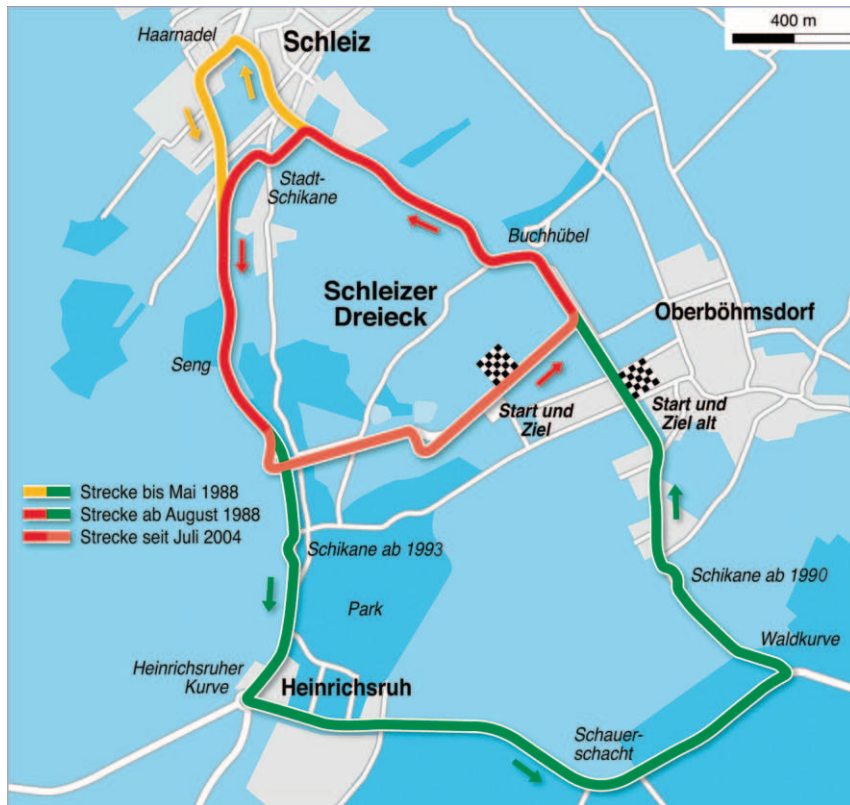 400 m
Haarnadel
Schleiz
Stadt-
Schikane
Buchhübel
Schleizer
Dreieck
Oberböhmsdorf
Seng
Start und
Ziel
Start und
Ziel alt
Strecke bis Mai 1988
Strecke ab August 1988
Strecke seit Juli 2004
Schikane ab 1993
Schikane ab 1990
Park
Waldkurve
Heinrichsruher
Kurve
Heinrichsruh
Schauer-
schacht